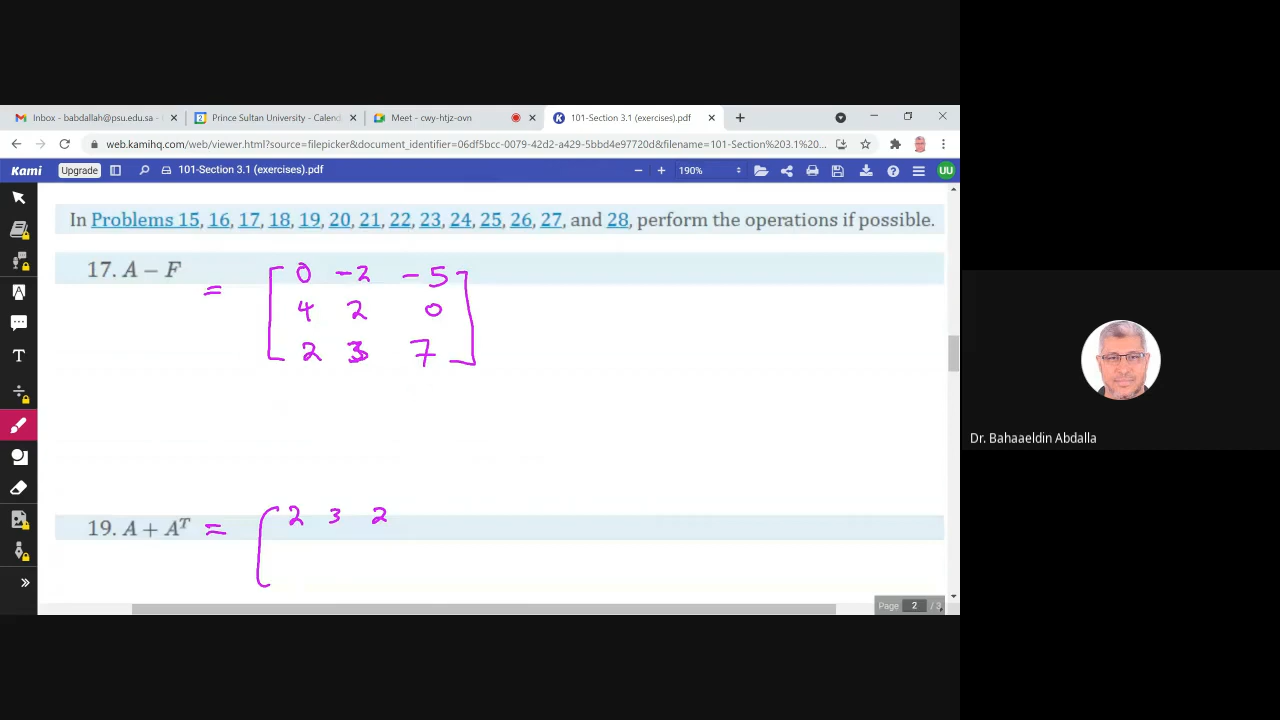 Inbox - babdallah@psu.edu.sa -
Prince Sultan University - Calend
Meet - cwy-htjz-ovn
101-Section 3.1 (exercises).pdf
web.kamihq.com/web/viewer.html?source=filepicker&document_identifier=06df5bcc-0079-42d2-a429-5bbd4e97720d&filename=101-Section%203.1%20...
Kami
Upgrade
101-Section 3.1 (exercises).pdf
190%
UU
In Problems 15, 16, 17, 18, 19, 20, 21, 22, 23, 24, 25, 26, 27, and 28, perform the operations if possible.
17. A − F = [ 0 -2 -5
4 2 0
2 3 7 ]
19. A + Aᵀ = [ 2 3 2
Page 2 / 3
Dr. Bahaaeldin Abdalla